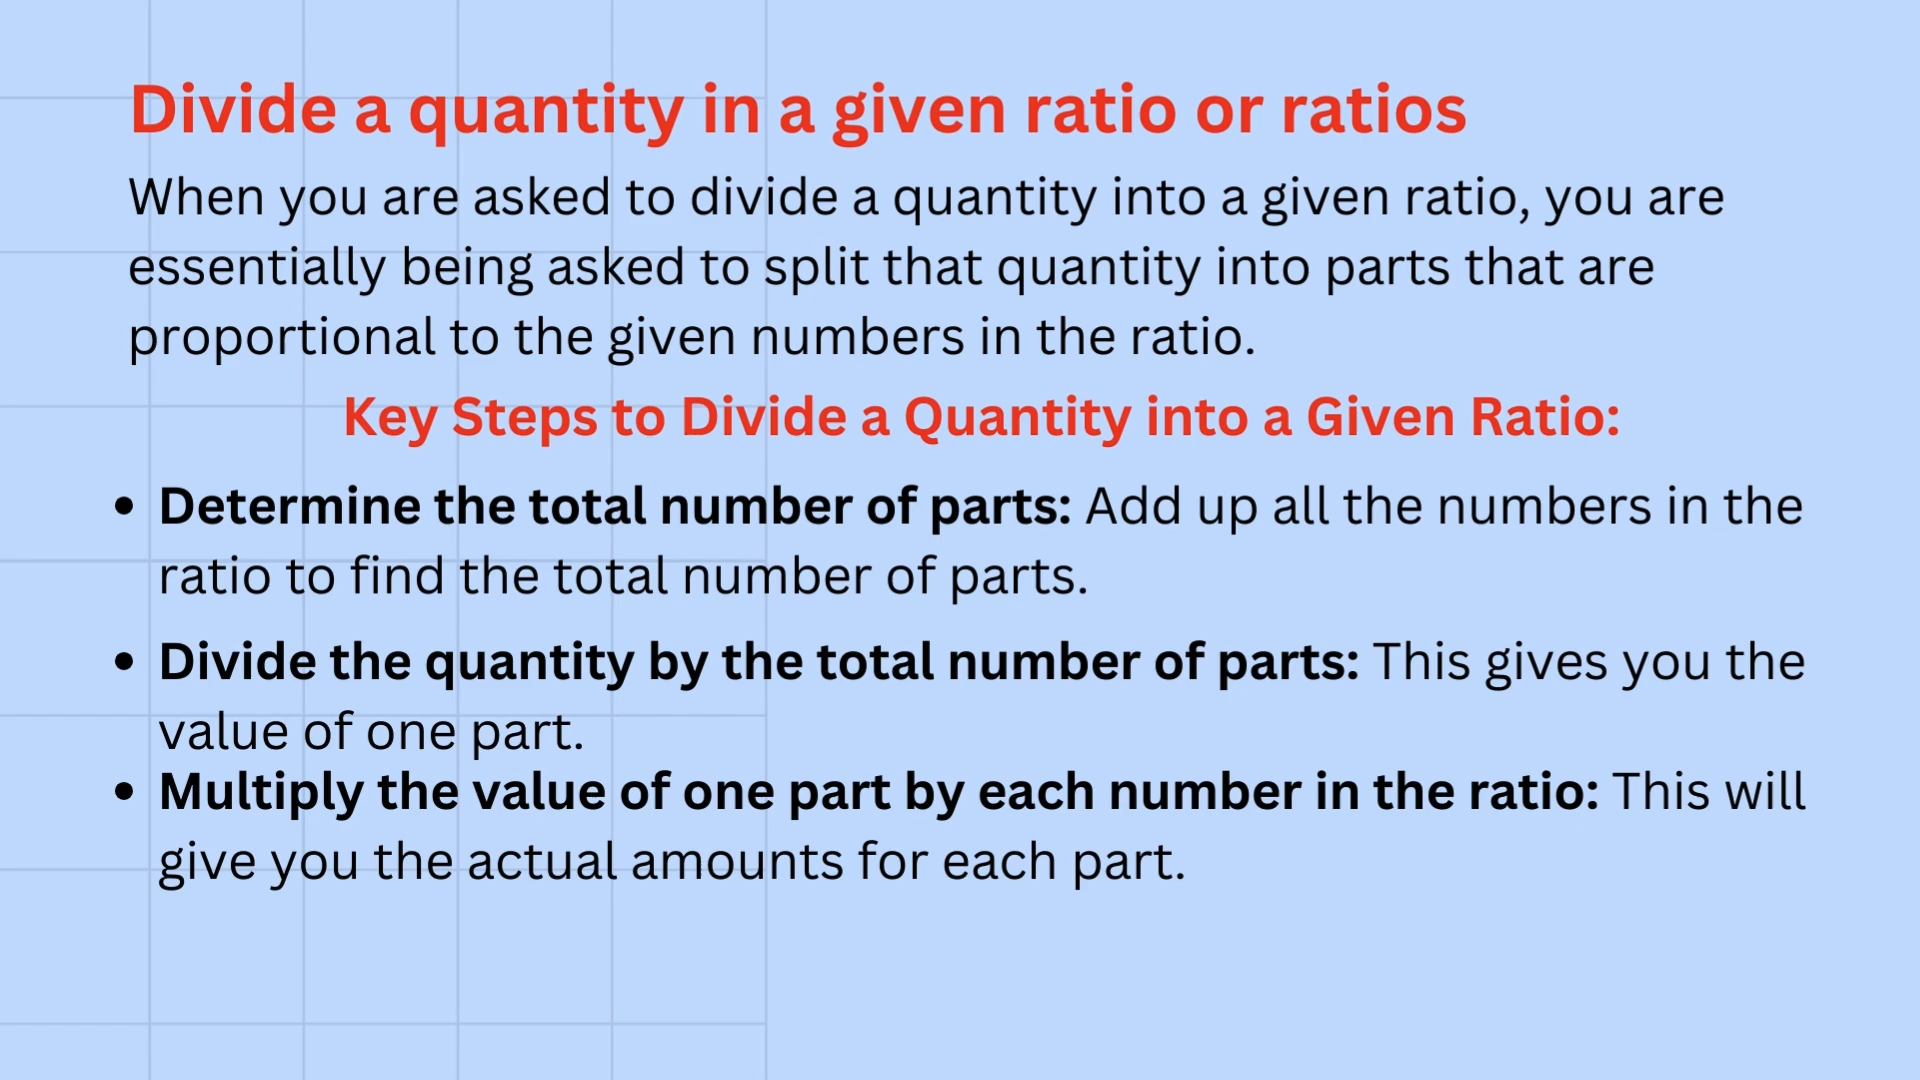 Divide a quantity in a given ratio or ratios
When you are asked to divide a quantity into a given ratio, you are
essentially being asked to split that quantity into parts that are
proportional to the given numbers in the ratio.
Key Steps to Divide a Quantity into a Given Ratio:
• Determine the total number of parts: Add up all the numbers in the
ratio to find the total number of parts.
• Divide the quantity by the total number of parts: This gives you the
value of one part.
• Multiply the value of one part by each number in the ratio: This will
give you the actual amounts for each part.